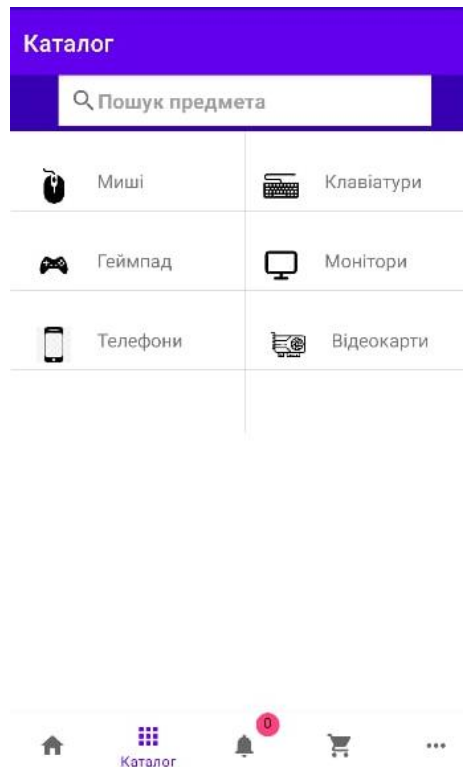 Каталог
Пошук предмета
Миші
Клавіатури
Геймпад
Монітори
Телефони
Відеокарти
0
Каталог